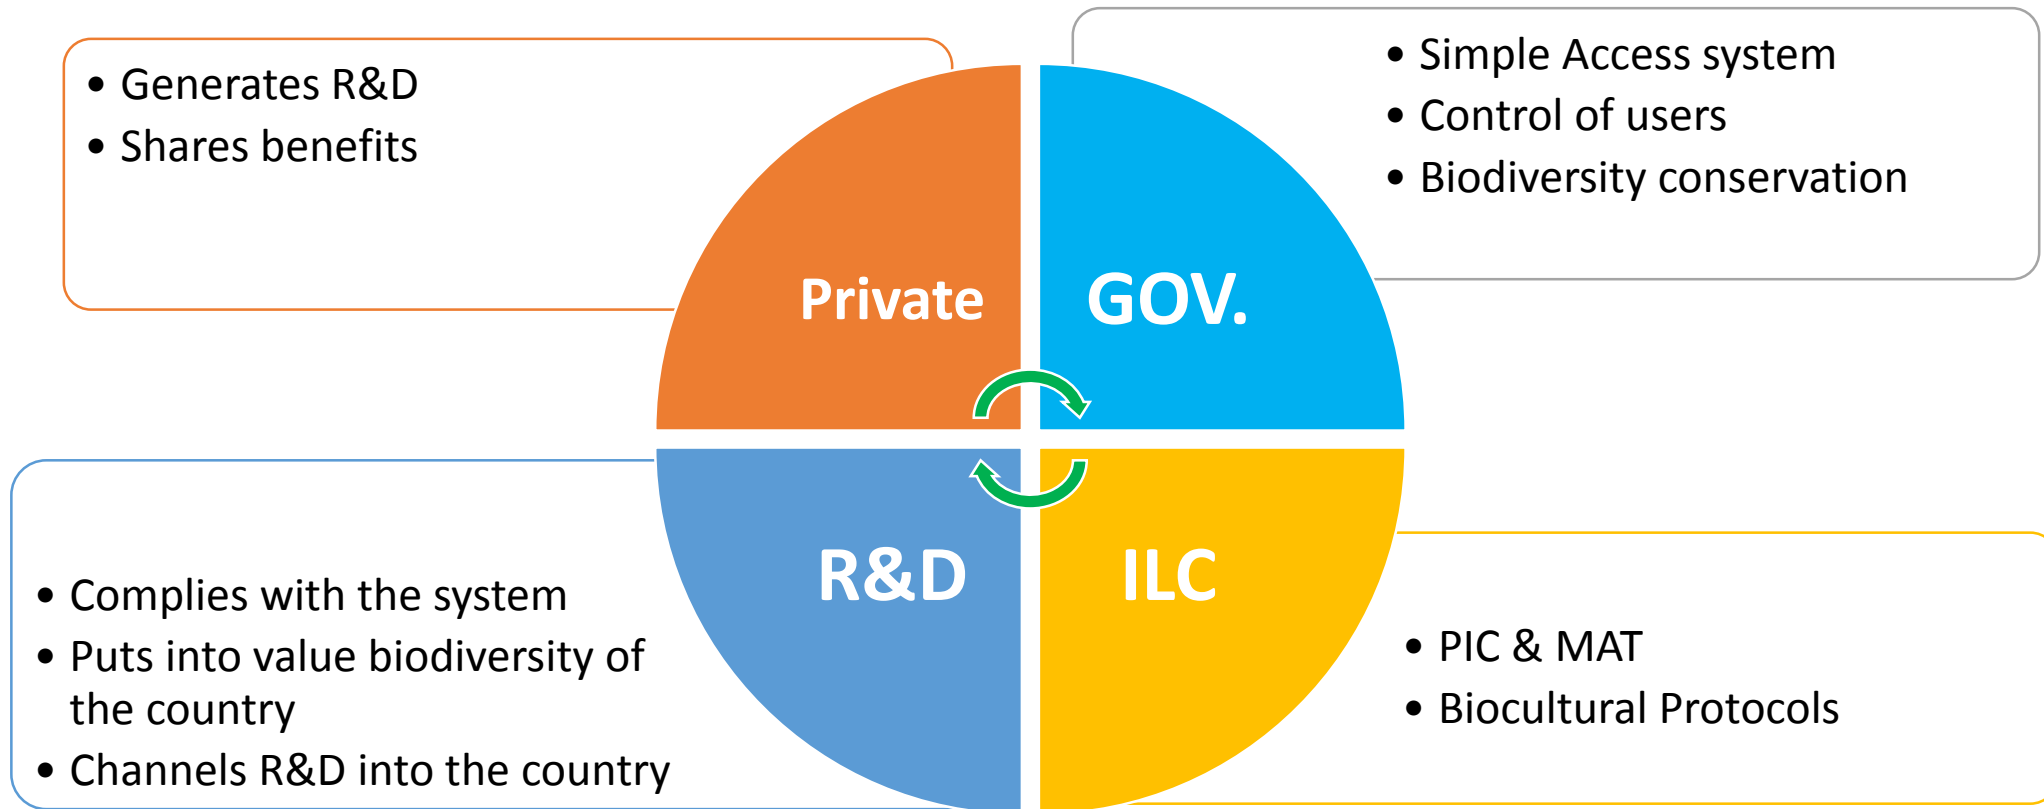 • Generates R&D
• Shares benefits
• Simple Access system
• Control of users
• Biodiversity conservation
Private
GOV.
R&D
ILC
• Complies with the system
• Puts into value biodiversity of
the country
• Channels R&D into the country
• PIC & MAT
• Biocultural Protocols